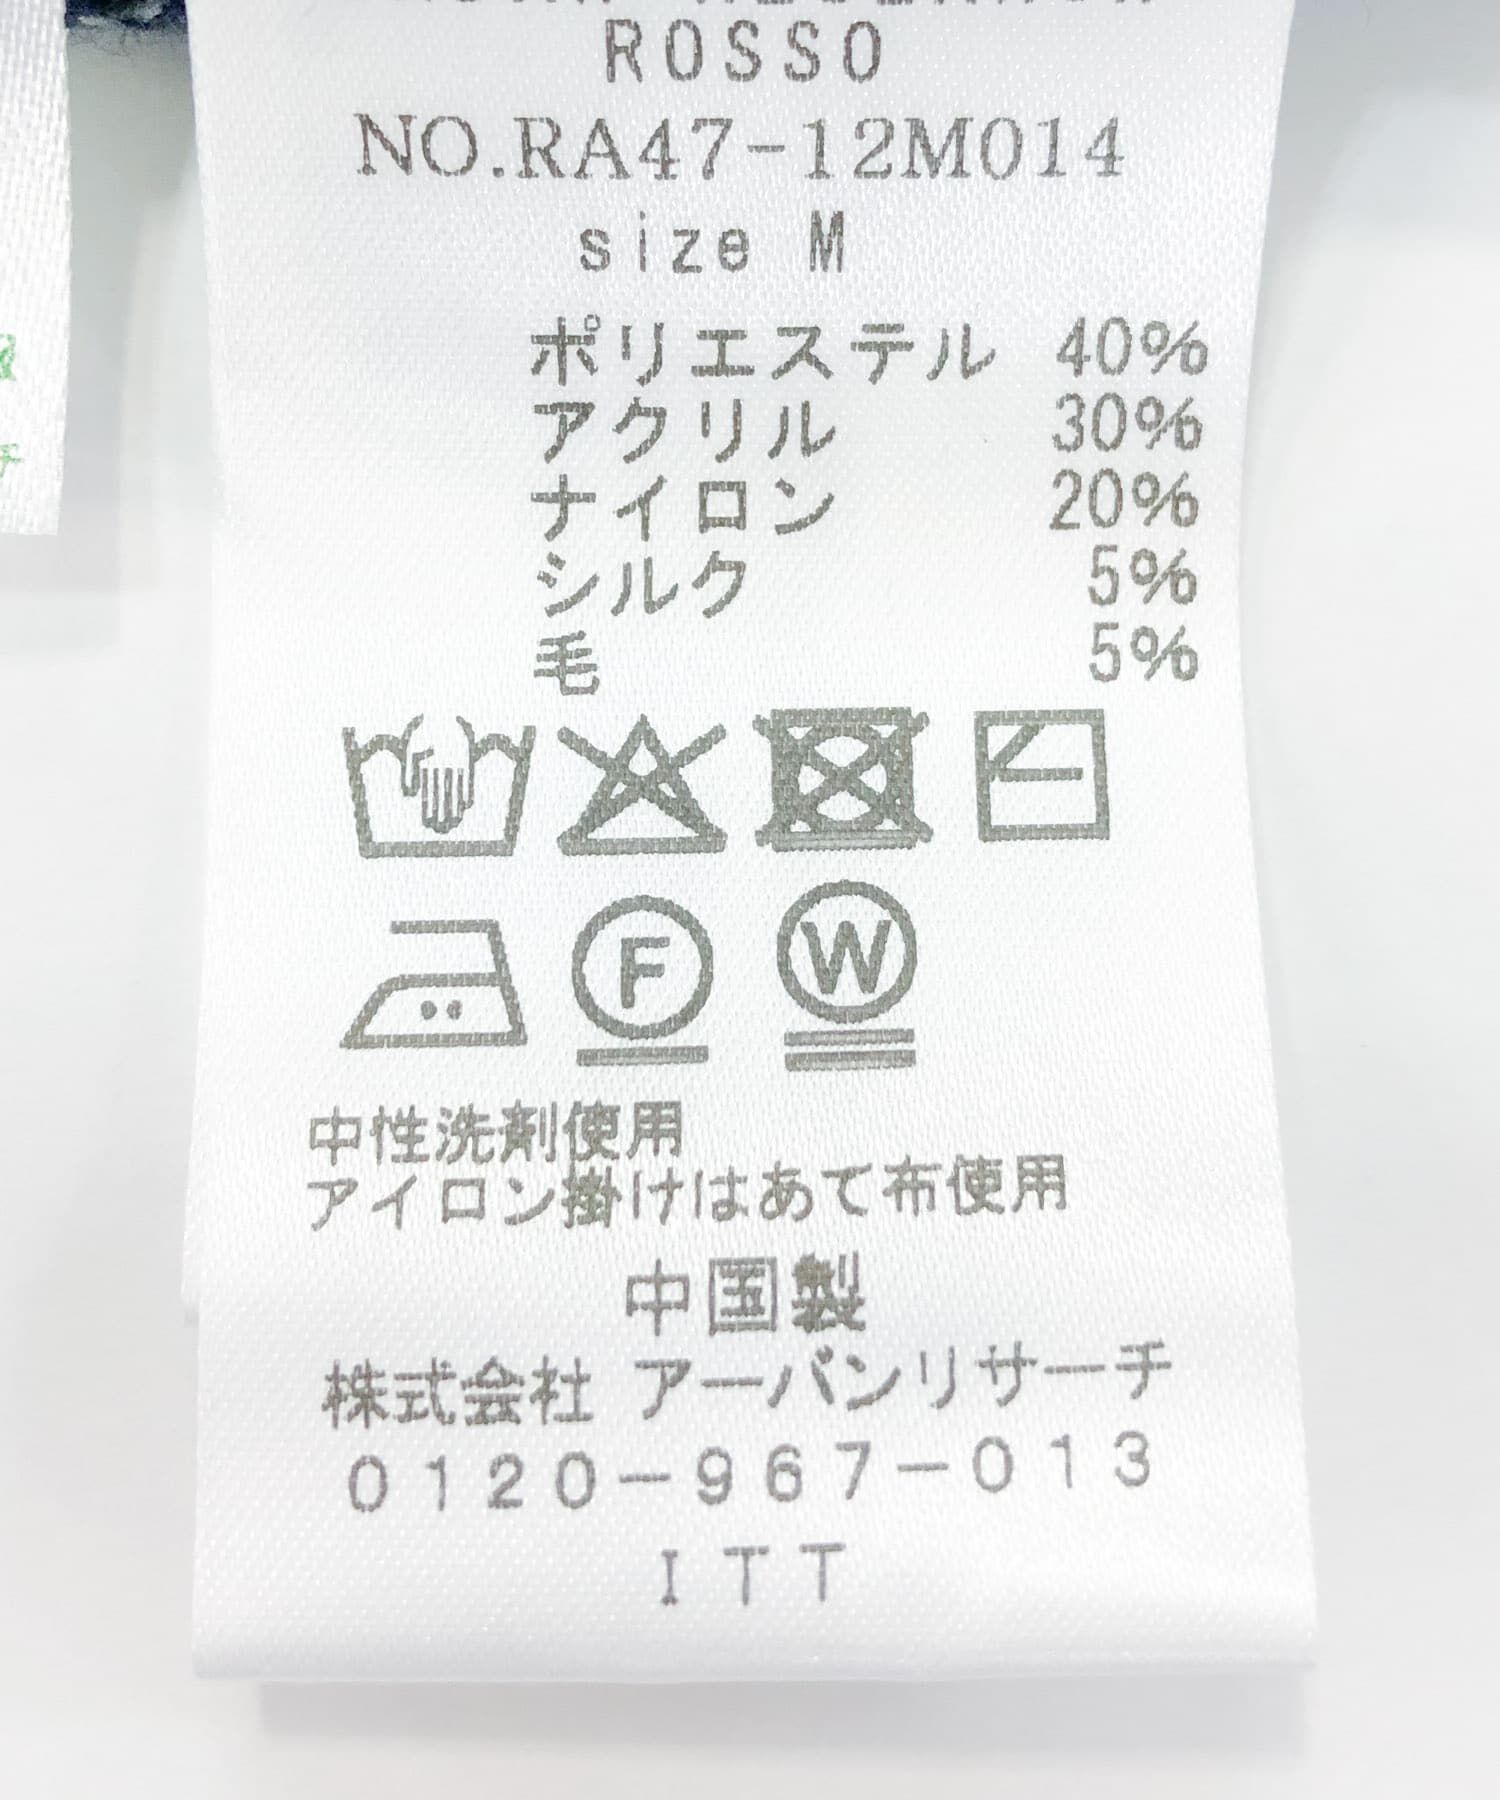 ROSSO
NO.RA47-12M014
size M
ポリエステル 40%
アクリル 30%
ナイロン 20%
シルク 5%
毛 5%
F
W
中性洗剤使用
アイロン掛けはあて布使用
中国製
株式会社 アーバンリサーチ
0120-967-013
ITT